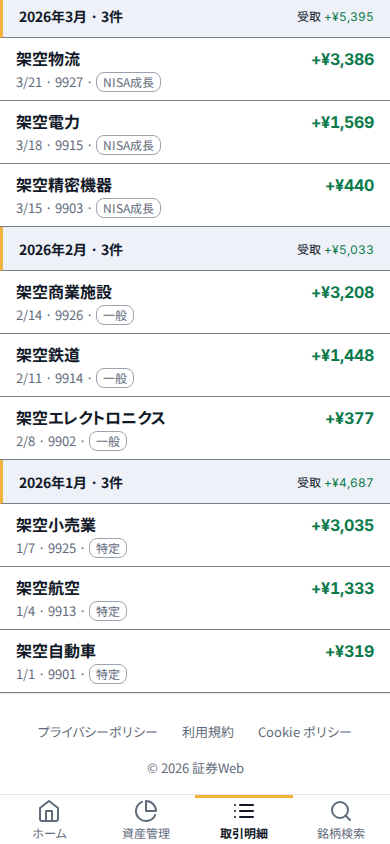 2026年3月・3件 受取 +¥5,395
架空物流 +¥3,386
3/21・9927・NISA成長
架空電力 +¥1,569
3/18・9915・NISA成長
架空精密機器 +¥440
3/15・9903・NISA成長
2026年2月・3件 受取 +¥5,033
架空商業施設 +¥3,208
2/14・9926・一般
架空鉄道 +¥1,448
2/11・9914・一般
架空エレクトロニクス +¥377
2/8・9902・一般
2026年1月・3件 受取 +¥4,687
架空小売業 +¥3,035
1/7・9925・特定
架空航空 +¥1,333
1/4・9913・特定
架空自動車 +¥319
1/1・9901・特定
プライバシーポリシー 利用規約 Cookie ポリシー
© 2026 証券Web
ホーム 資産管理 取引明細 銘柄検索